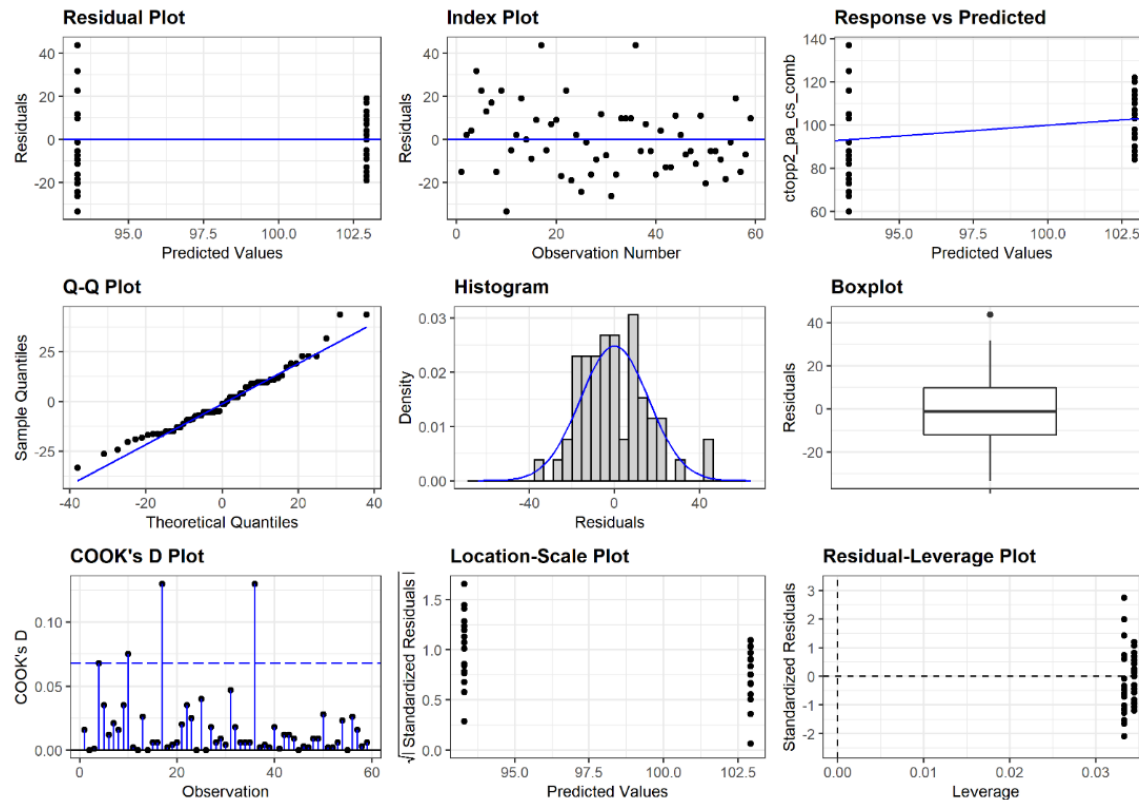 Residual Plot
Residuals
40
20
0
-20
95.0
97.5
100.0
102.5
Predicted Values
Index Plot
Residuals
40
20
0
-20
0
20
40
60
Observation Number
Response vs Predicted
ctopp2_pa_cs_comb
140
120
100
80
60
95.0
97.5
100.0
102.5
Predicted Values
Q-Q Plot
Sample Quantiles
25
0
-25
-40
-20
0
20
40
Theoretical Quantiles
Histogram
Density
0.03
0.02
0.01
0.00
-40
0
40
Residuals
Boxplot
Residuals
40
20
0
-20
COOK's D Plot
COOK's D
0.10
0.05
0.00
0
20
40
60
Observation
Location-Scale Plot
√| Standardized Residuals |
1.5
1.0
0.5
0.0
95.0
97.5
100.0
102.5
Predicted Values
Residual-Leverage Plot
Standardized Residuals
3
2
1
0
-1
-2
0.00
0.01
0.02
0.03
Leverage